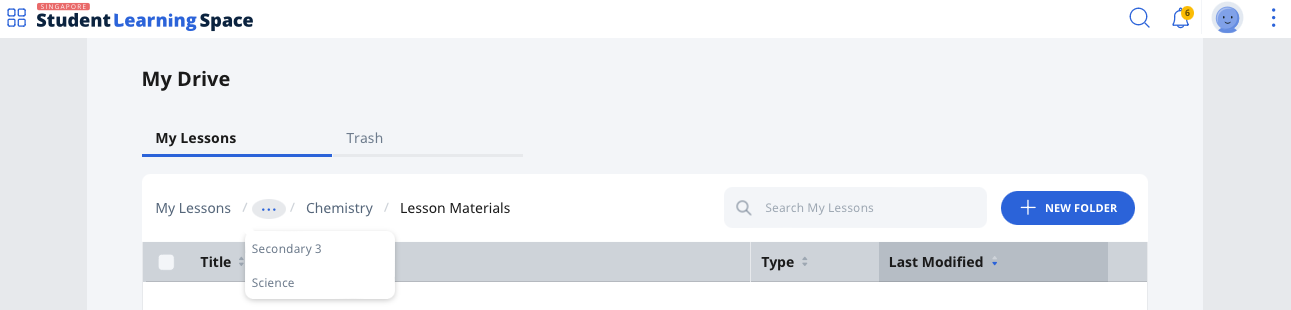 SINGAPORE
Student Learning Space
6
My Drive
My Lessons Trash
My Lessons / ... / Chemistry / Lesson Materials Search My Lessons NEW FOLDER
Secondary 3
Title Type Last Modified
Science